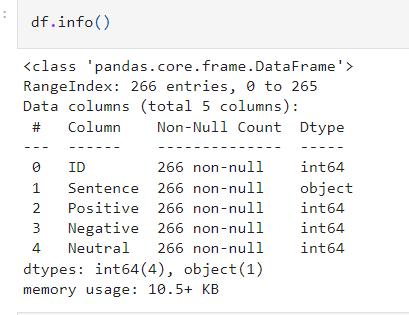 :
df.info()
<class 'pandas.core.frame.DataFrame'>
RangeIndex: 266 entries, 0 to 265
Data columns (total 5 columns):
 #   Column    Non-Null Count  Dtype
---  ------    --------------  -----
 0   ID        266 non-null    int64
 1   Sentence  266 non-null    object
 2   Positive  266 non-null    int64
 3   Negative  266 non-null    int64
 4   Neutral   266 non-null    int64
dtypes: int64(4), object(1)
memory usage: 10.5+ KB